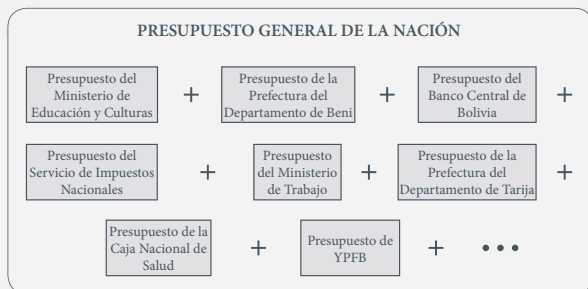 PRESUPUESTO GENERAL DE LA NACIÓN
Presupuesto del
Ministerio de
Educación y Culturas
+
Presupuesto de la
Prefectura del
Departamento de Beni
+
Presupuesto del
Banco Central de
Bolivia
+
Presupuesto del
Servicio de Impuestos
Nacionales
+
Presupuesto
del Ministerio
de Trabajo
+
Presupuesto de la
Prefectura del
Departamento de Tarija
+
Presupuesto de la
Caja Nacional de
Salud
+
Presupuesto de
YPFB
+
•••